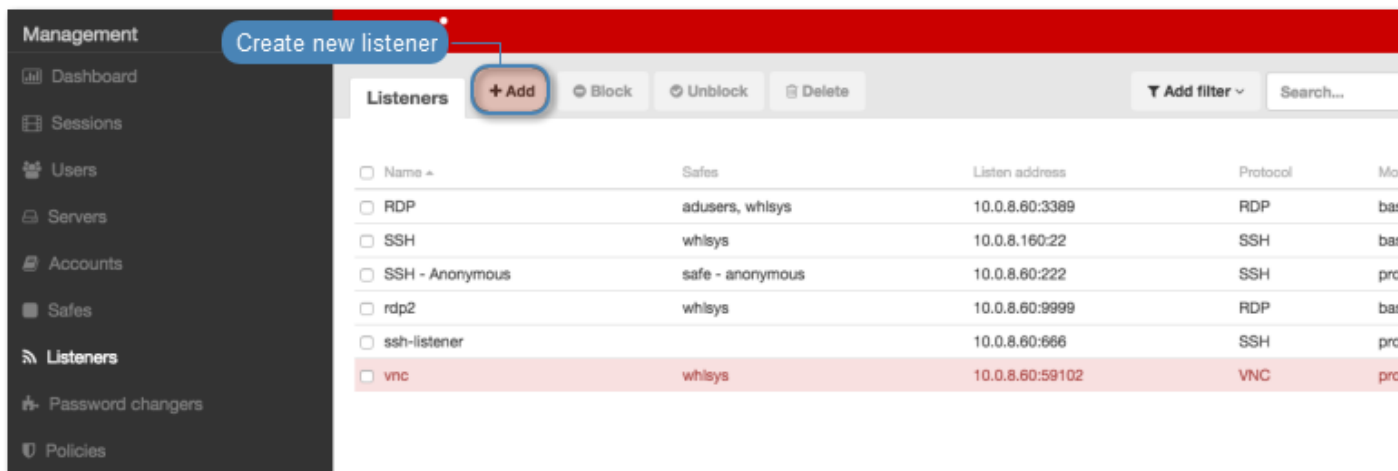 Management
Create new listener
Dashboard
Listeners + Add Block Unblock Delete Add filter Search...
Sessions
Users
Name Safes Listen address Protocol
RDP adusers, whlsys 10.0.8.60:3389 RDP
Servers
SSH whlsys 10.0.8.160:22 SSH
Accounts
SSH - Anonymous safe - anonymous 10.0.8.60:222 SSH
Safes
rdp2 whlsys 10.0.8.60:9999 RDP
Listeners
ssh-listener 10.0.8.60:666 SSH
vnc whlsys 10.0.8.60:59102 VNC
Password changers
Policies